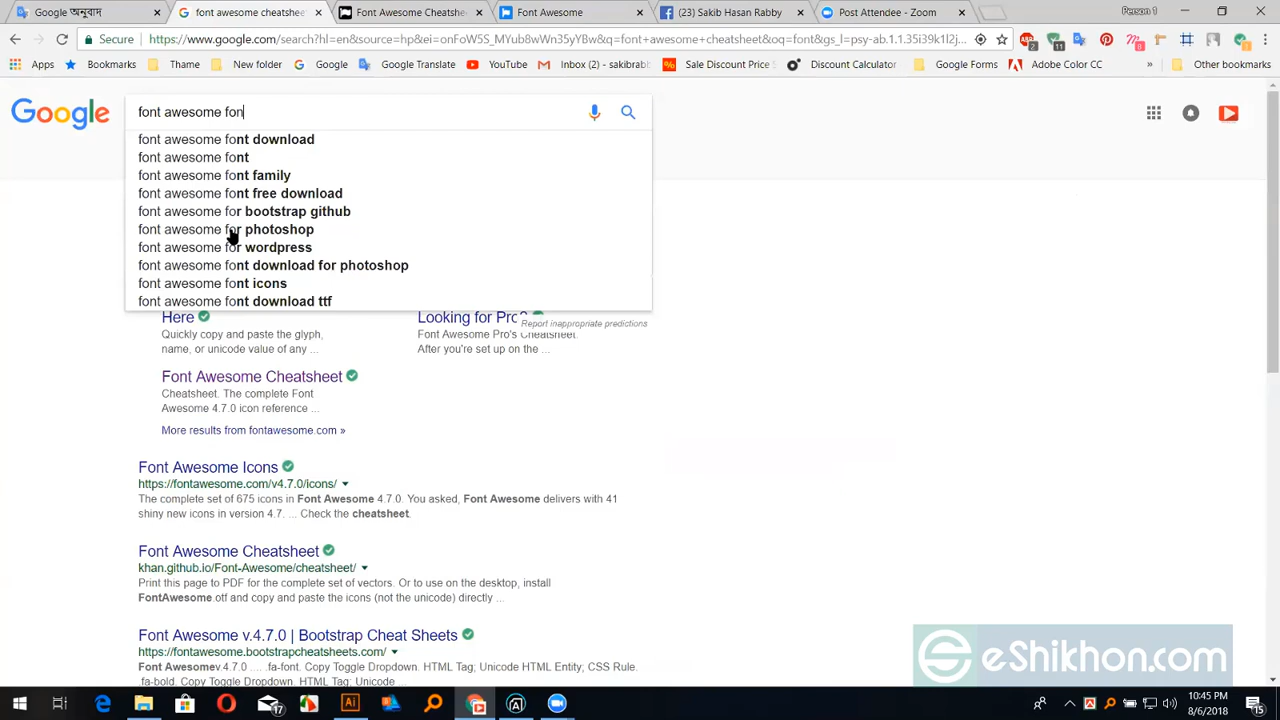 Google অনুবাদ
font awesome cheatshee
Font Awesome Cheatshe
Font Awesome
(23) Sakib Hasan Rabby
Post Attendee - Zoom
Person 1
Secure
https://www.google.com/search?hl=en&source=hp&ei=onFoW5S_MYub8wWn35yYBw&q=font+awesome+cheatsheet&oq=font&gs_l=psy-ab.1.1.35i39k1l2j...
Apps
Bookmarks
Thame
New folder
Google
Google Translate
YouTube
Inbox (2) - sakibrabb
Sale Discount Price S
Discount Calculator
Google Forms
Adobe Color CC
»
Other bookmarks
Google
font awesome fon
font awesome font download
font awesome font
font awesome font family
font awesome font free download
font awesome for bootstrap github
font awesome for photoshop
font awesome for wordpress
font awesome font download for photoshop
font awesome font icons
font awesome font download ttf
Report inappropriate predictions
Here
Quickly copy and paste the glyph,
name, or unicode value of any ...
Looking for Pro?
Font Awesome Pro's Cheatsheet.
After you're set up on the ...
Font Awesome Cheatsheet
Cheatsheet. The complete Font
Awesome 4.7.0 icon reference ...
More results from fontawesome.com »
Font Awesome Icons
https://fontawesome.com/v4.7.0/icons/
The complete set of 675 icons in Font Awesome 4.7.0. You asked, Font Awesome delivers with 41
shiny new icons in version 4.7. ... Check the cheatsheet.
Font Awesome Cheatsheet
khan.github.io/Font-Awesome/cheatsheet/
Print this page to PDF for the complete set of vectors. Or to use on the desktop, install
FontAwesome.otf and copy and paste the icons (not the unicode) directly ...
Font Awesome v.4.7.0 | Bootstrap Cheat Sheets
https://fontawesome.bootstrapcheatsheets.com/
Font Awesomev.4.7.0 .... .fa-font. Copy Toggle Dropdown. HTML Tag; Unicode HTML Entity; CSS Rule.
.fa-bold. Copy Toggle Dropdown. HTML Tag; Unicode ...
eShikhon.com
17
Ai
10:45 PM
8/6/2018
15